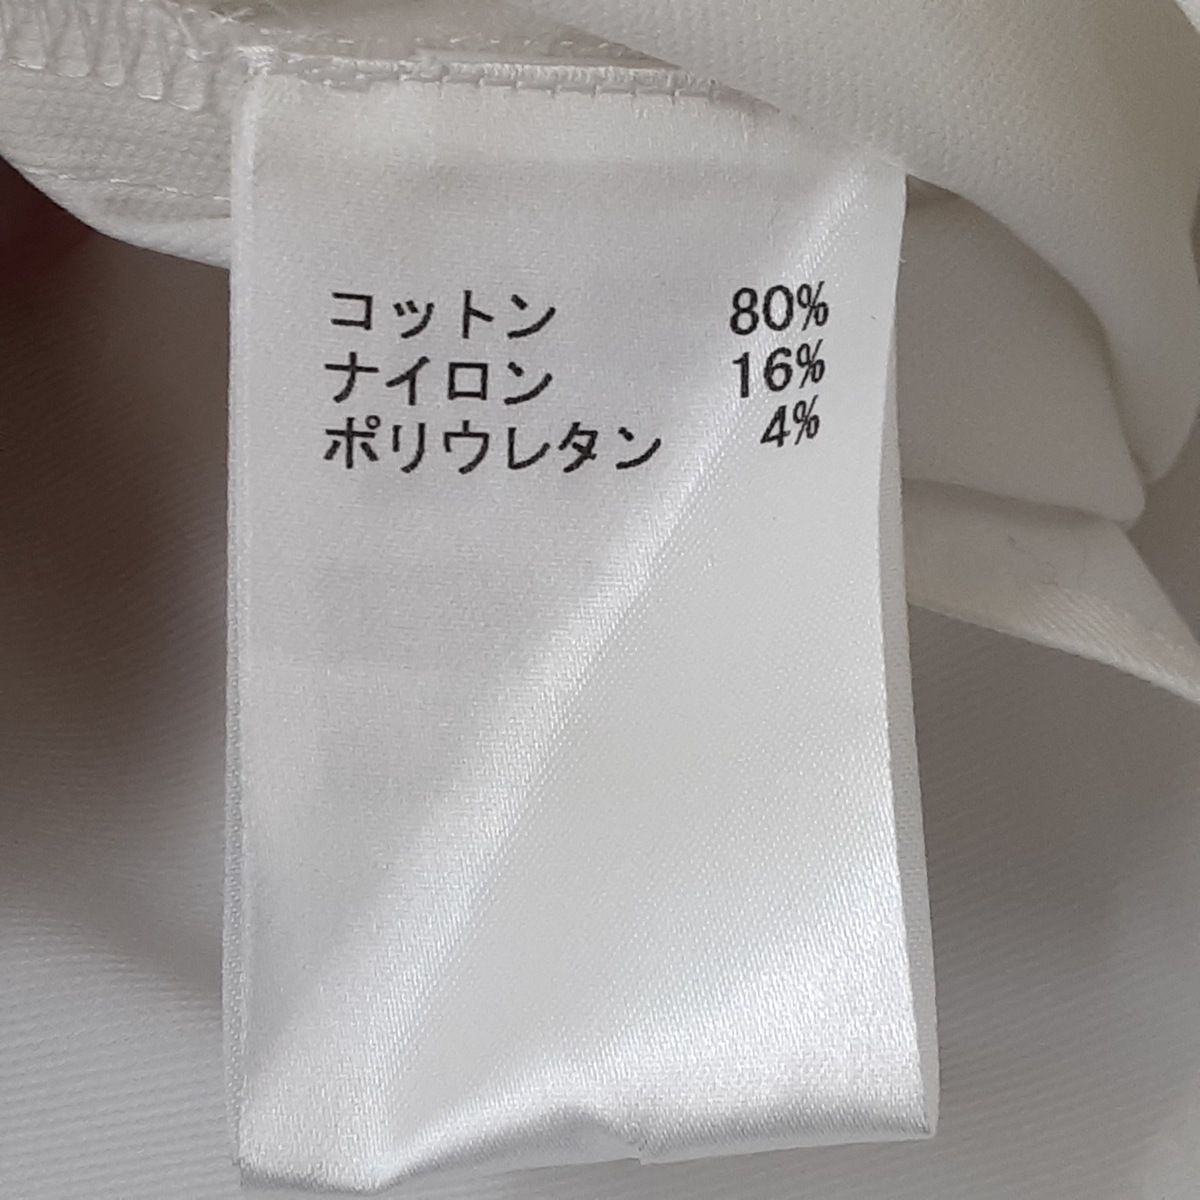 コットン 80%
ナイロン 16%
ポリウレタン 4%